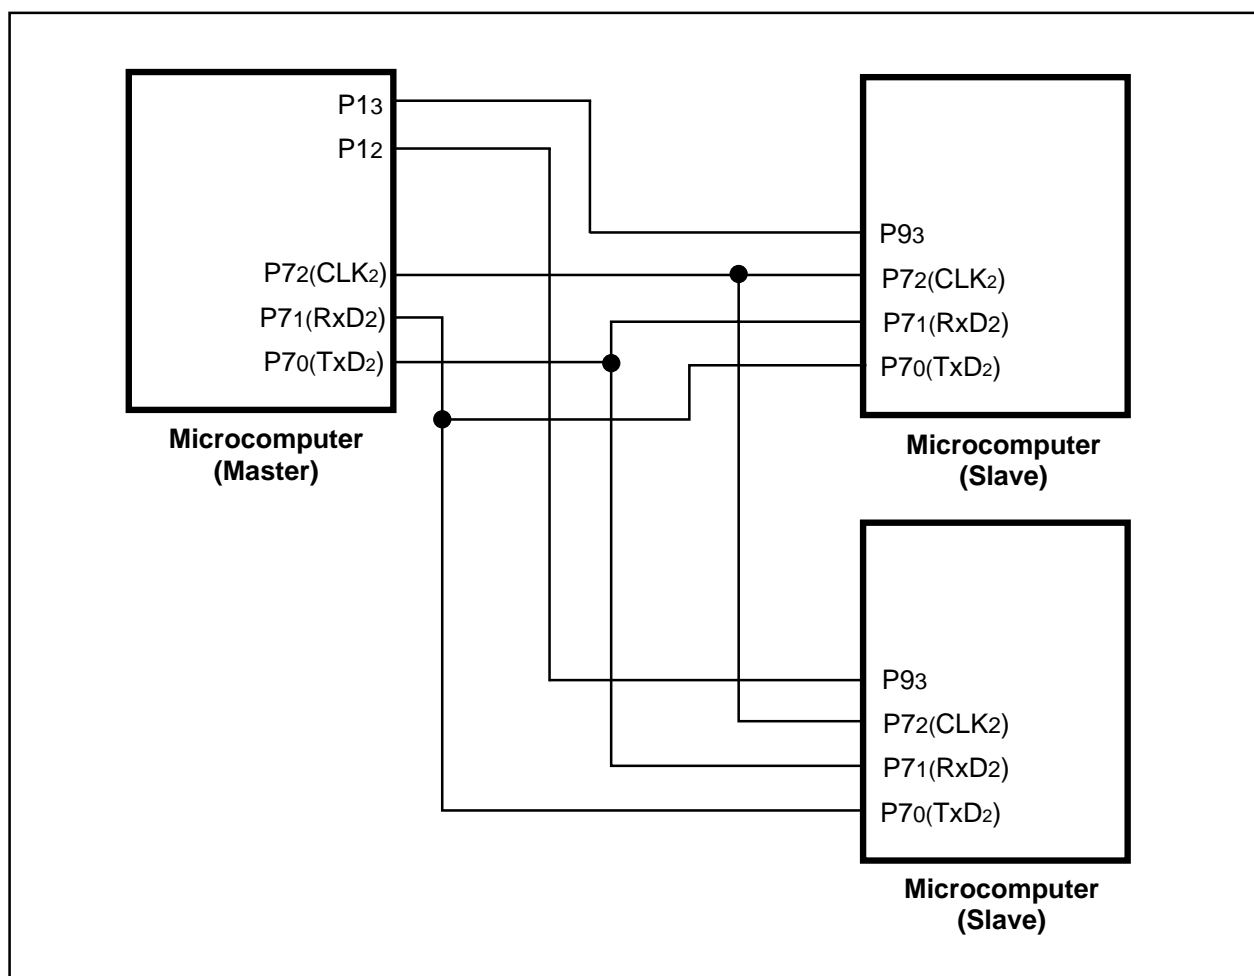 P13
P12
P72(CLK2)
P71(RxD2)
P70(TxD2)
Microcomputer
(Master)
P93
P72(CLK2)
P71(RxD2)
P70(TxD2)
Microcomputer
(Slave)
P93
P72(CLK2)
P71(RxD2)
P70(TxD2)
Microcomputer
(Slave)